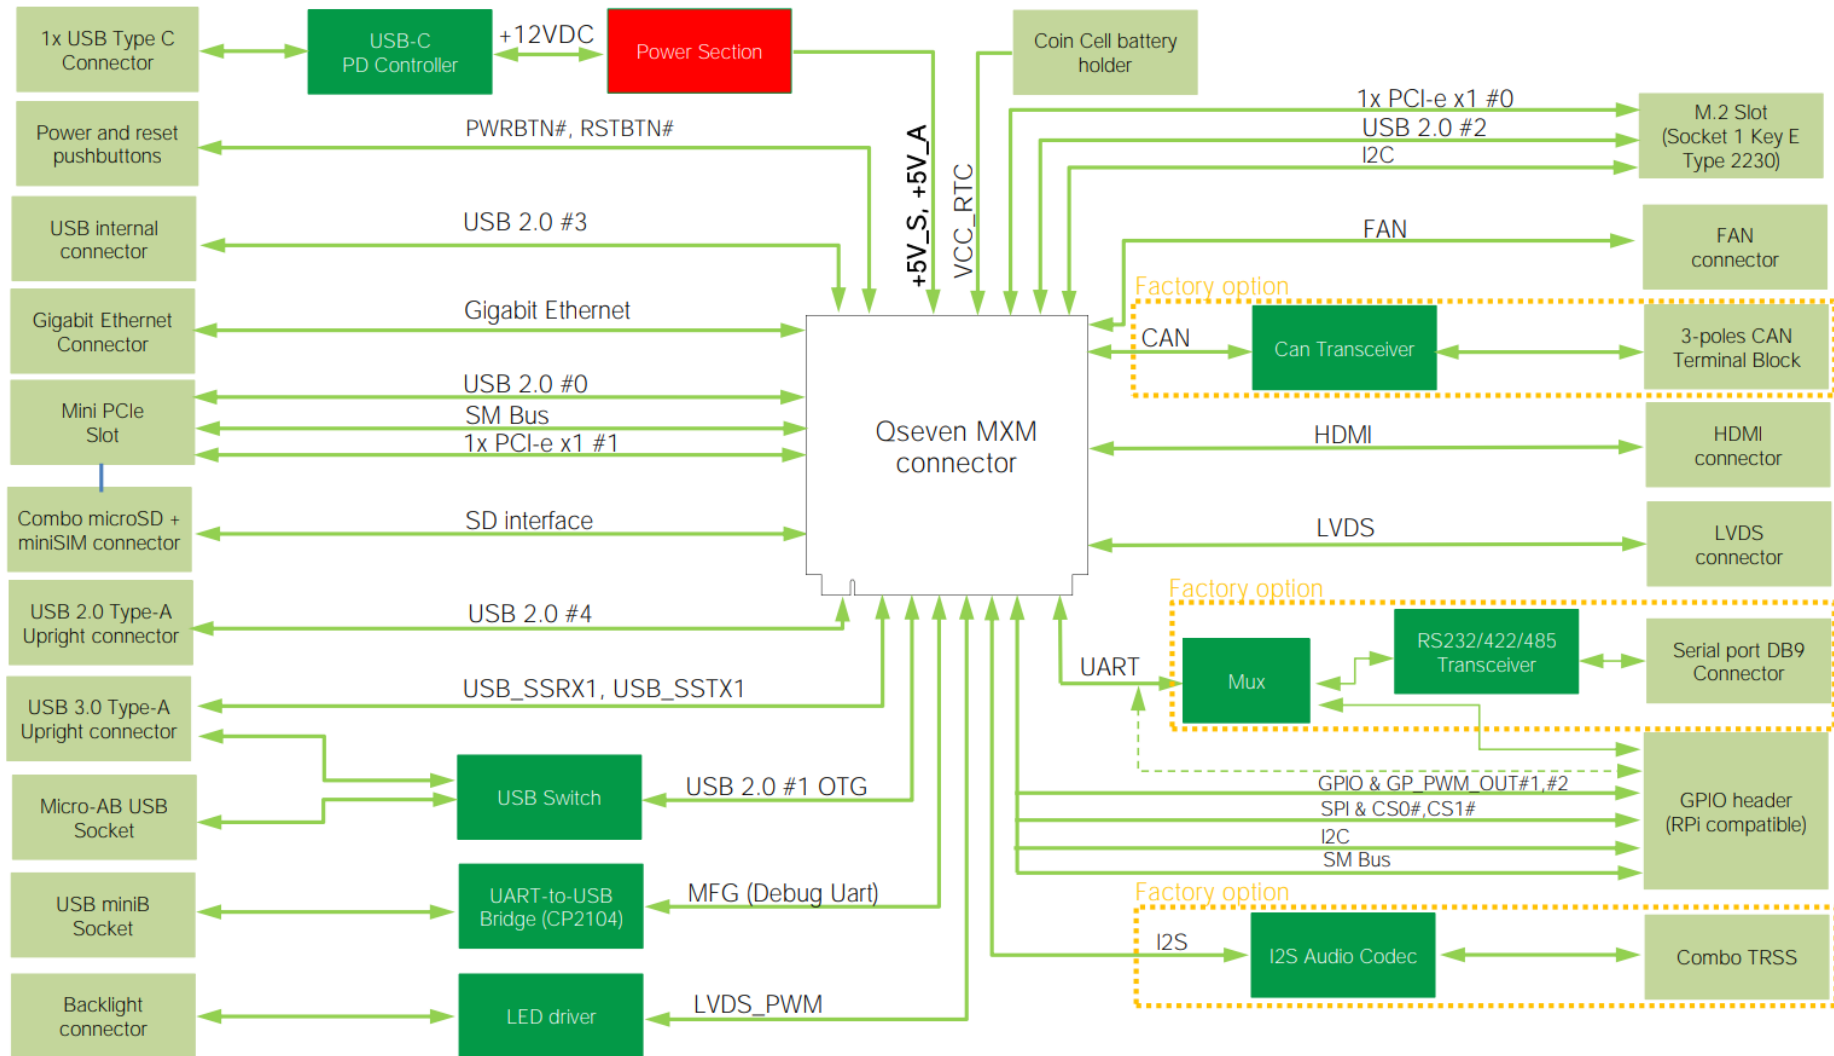 1x USB Type C
Connector
USB-C
PD Controller
+12VDC
Power Section
Coin Cell battery
holder
Power and reset
pushbuttons
PWRBTN#, RSTBTN#
+5V_S, +5V_A
VCC_RTC
1x PCI-e x1 #0
USB 2.0 #2
I2C
M.2 Slot
(Socket 1 Key E
Type 2230)
USB internal
connector
USB 2.0 #3
FAN
FAN
connector
Gigabit Ethernet
Connector
Gigabit Ethernet
Factory option
CAN
Can Transceiver
3-poles CAN
Terminal Block
Mini PCIe
Slot
USB 2.0 #0
SM Bus
1x PCI-e x1 #1
Qseven MXM
connector
HDMI
HDMI
connector
Combo microSD +
miniSIM connector
SD interface
LVDS
LVDS
connector
USB 2.0 Type-A
Upright connector
USB 2.0 #4
Factory option
UART
Mux
RS232/422/485
Transceiver
Serial port DB9
Connector
USB 3.0 Type-A
Upright connector
USB_SSRX1, USB_SSTX1
Micro-AB USB
Socket
USB Switch
USB 2.0 #1 OTG
GPIO & GP_PWM_OUT#1,#2
SPI & CS0#,CS1#
I2C
SM Bus
GPIO header
(RPi compatible)
USB miniB
Socket
UART-to-USB
Bridge (CP2104)
MFG (Debug Uart)
Factory option
I2S
I2S Audio Codec
Combo TRSS
Backlight
connector
LED driver
LVDS_PWM